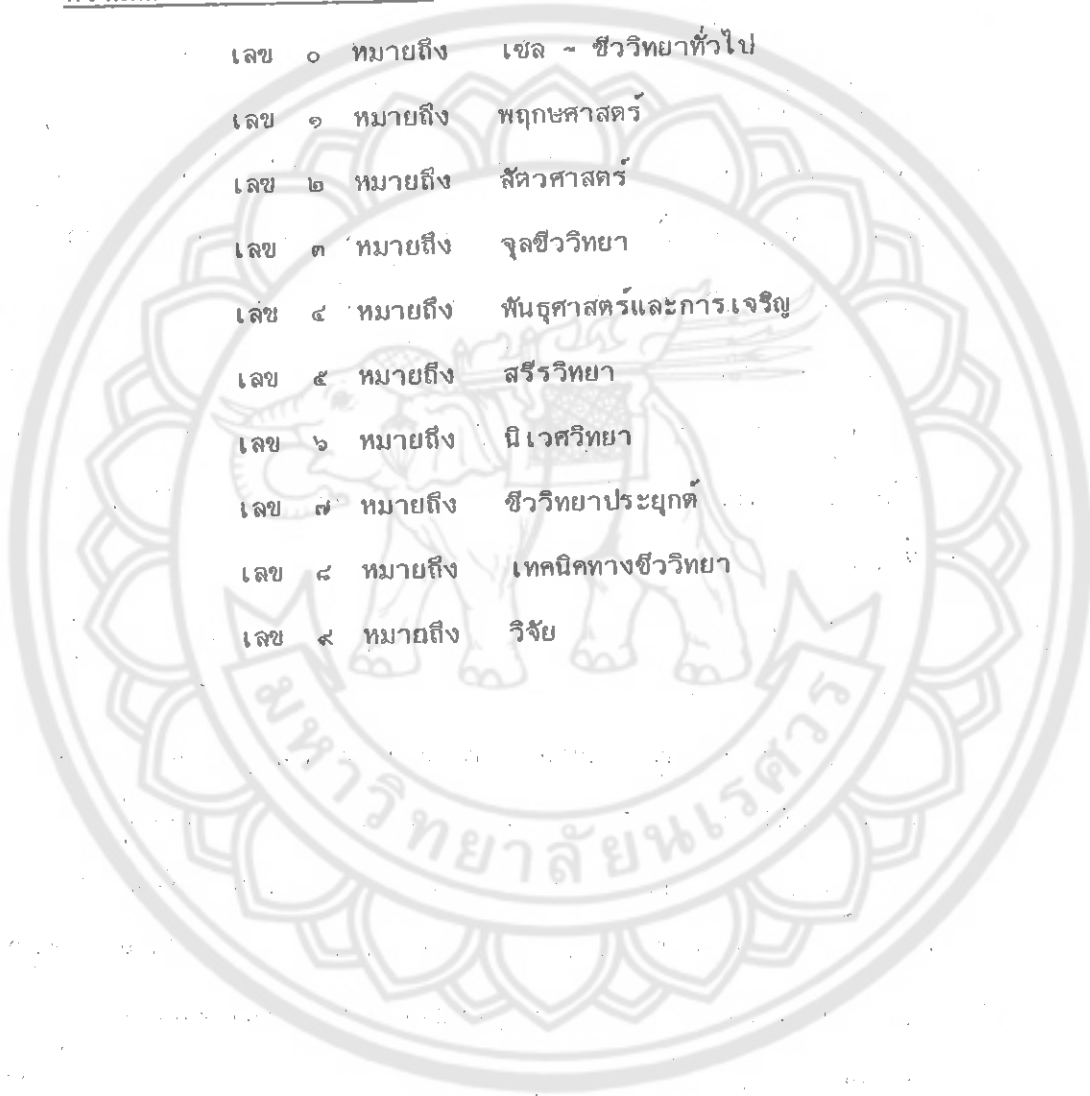 เลข ๐ หมายถึง เซล - ชีววิทยาทั่วไป
เลข ๑ หมายถึง พฤกษศาสตร์
เลข ๒ หมายถึง สัตวศาสตร์
เลข ๓ หมายถึง จุลชีววิทยา
เลข ๔ หมายถึง พันธุศาสตร์และการเจริญ
เลข ๕ หมายถึง สรีรวิทยา
เลข ๖ หมายถึง นิเวศวิทยา
เลข ๗ หมายถึง ชีววิทยาประยุกต์
เลข ๘ หมายถึง เทคนิคทางชีววิทยา
เลข ๙ หมายถึง วิจัย
มหาวิทยาลัยนเรศวร